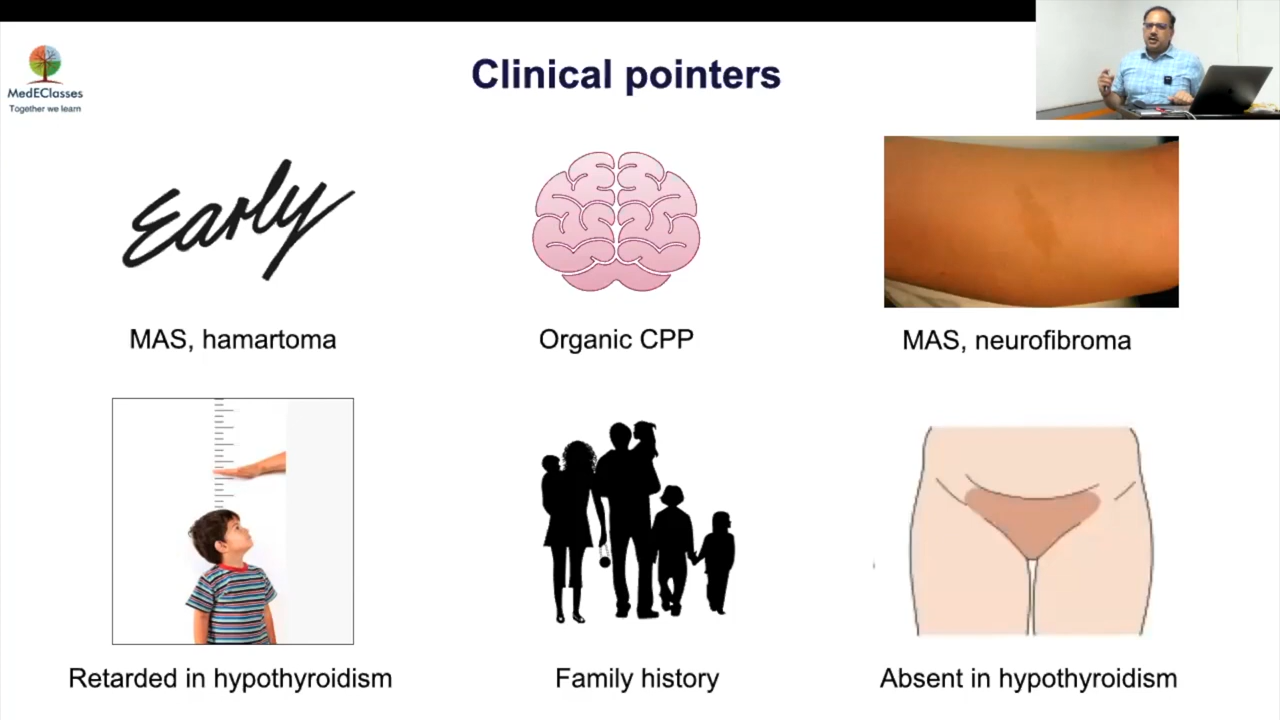 Clinical pointers
MedEClasses
Together we learn
Early
MAS, hamartoma
Organic CPP
MAS, neurofibroma
Retarded in hypothyroidism
Family history
Absent in hypothyroidism